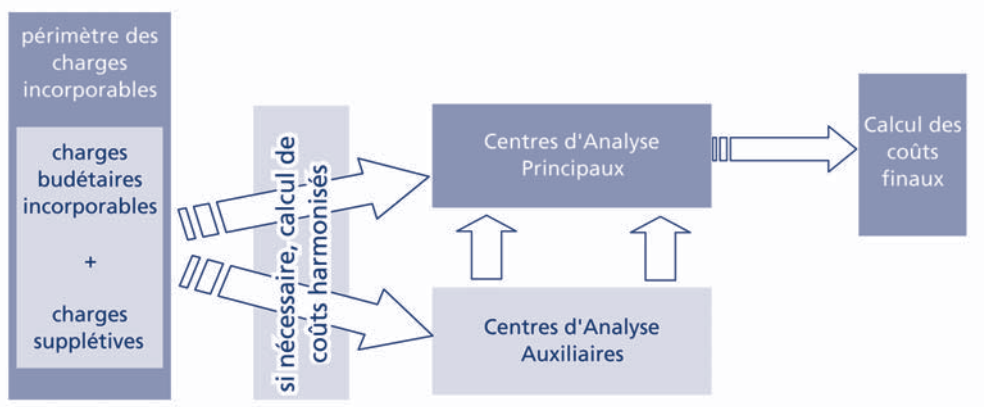 périmètre des
charges
incorporables
charges
budétaires
incorporables
+
charges
supplétives
si nécessaire, calcul de
coûts harmonisés
Centres d'Analyse
Principaux
Centres d'Analyse
Auxiliaires
Calcul des
coûts
finaux